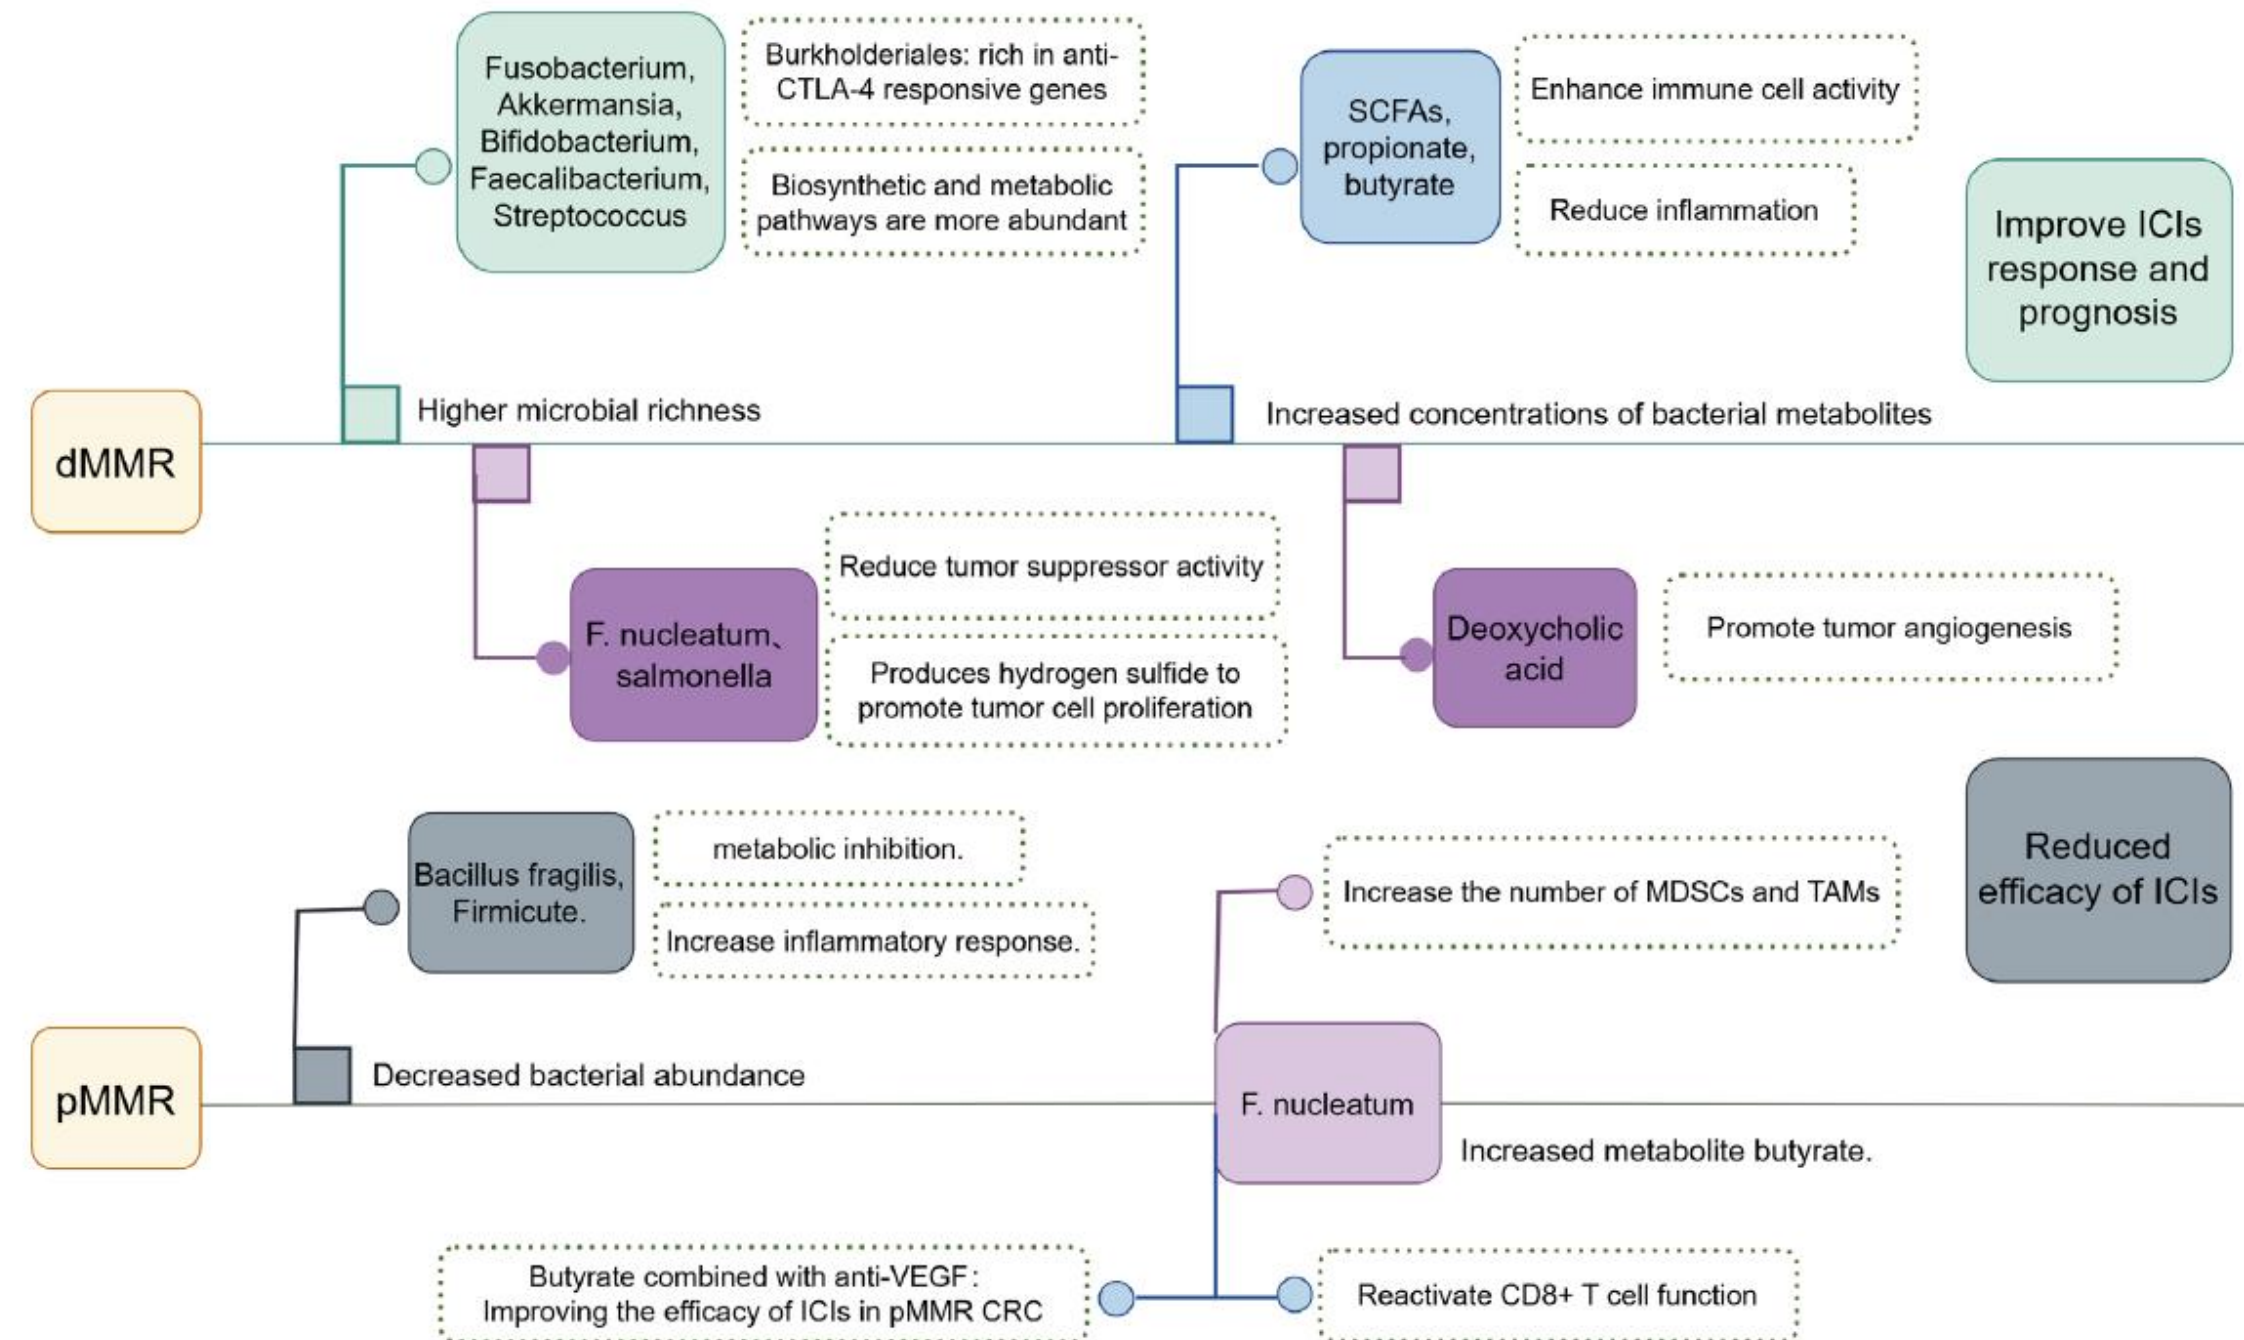 Fusobacterium,
Akkermansia,
Bifidobacterium,
Faecalibacterium,
Streptococcus
Burkholderiales: rich in anti-
CTLA-4 responsive genes
Biosynthetic and metabolic
pathways are more abundant
SCFAs,
propionate,
butyrate
Enhance immune cell activity
Reduce inflammation
Improve ICIs
response and
prognosis
dMMR
Higher microbial richness
Increased concentrations of bacterial metabolites
F. nucleatum、
salmonella
Reduce tumor suppressor activity
Produces hydrogen sulfide to
promote tumor cell proliferation
Deoxycholic
acid
Promote tumor angiogenesis
Bacillus fragilis,
Firmicute.
metabolic inhibition.
Increase inflammatory response.
Increase the number of MDSCs and TAMs
Reduced
efficacy of ICIs
pMMR
Decreased bacterial abundance
F. nucleatum
Increased metabolite butyrate.
Butyrate combined with anti-VEGF:
Improving the efficacy of ICIs in pMMR CRC
Reactivate CD8+ T cell function